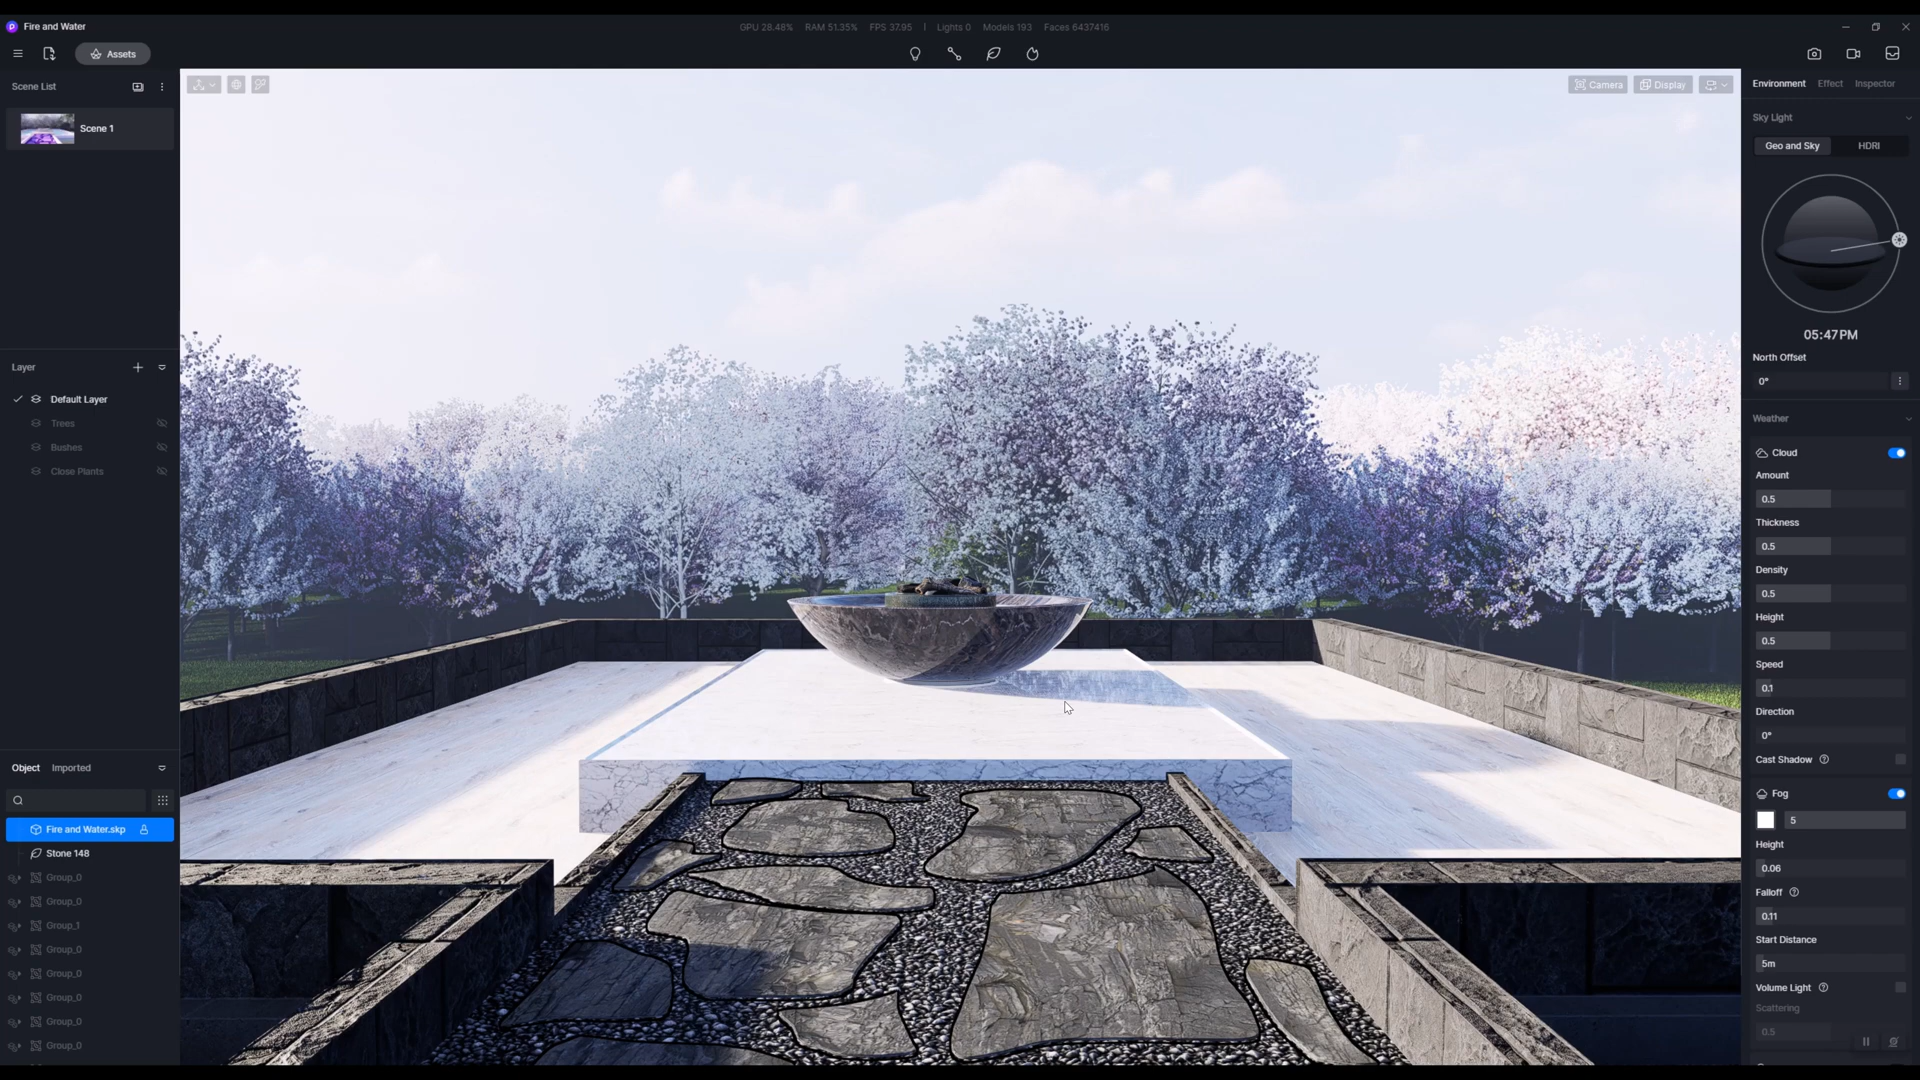 Fire and Water
GPU 28.48% RAM 51.35% FPS 37.95 | Lights 0 Models 193 Faces 6437416
Assets
Scene List
Scene 1
Camera
Display
Environment Effect Inspector
Sky Light
Geo and Sky HDRI
05:47PM
North Offset
0°
Weather
Cloud
Amount
0.5
Thickness
0.5
Density
0.5
Height
0.5
Speed
0.1
Direction
0°
Cast Shadow
Fog
5
Height
0.06
Falloff
0.11
Start Distance
5m
Volume Light
Scattering
0.5
Layer
Default Layer
Trees
Bushes
Close Plants
Object Imported
Fire and Water.skp
Stone 148
Group_0
Group_0
Group_1
Group_0
Group_0
Group_0
Group_0
Group_0